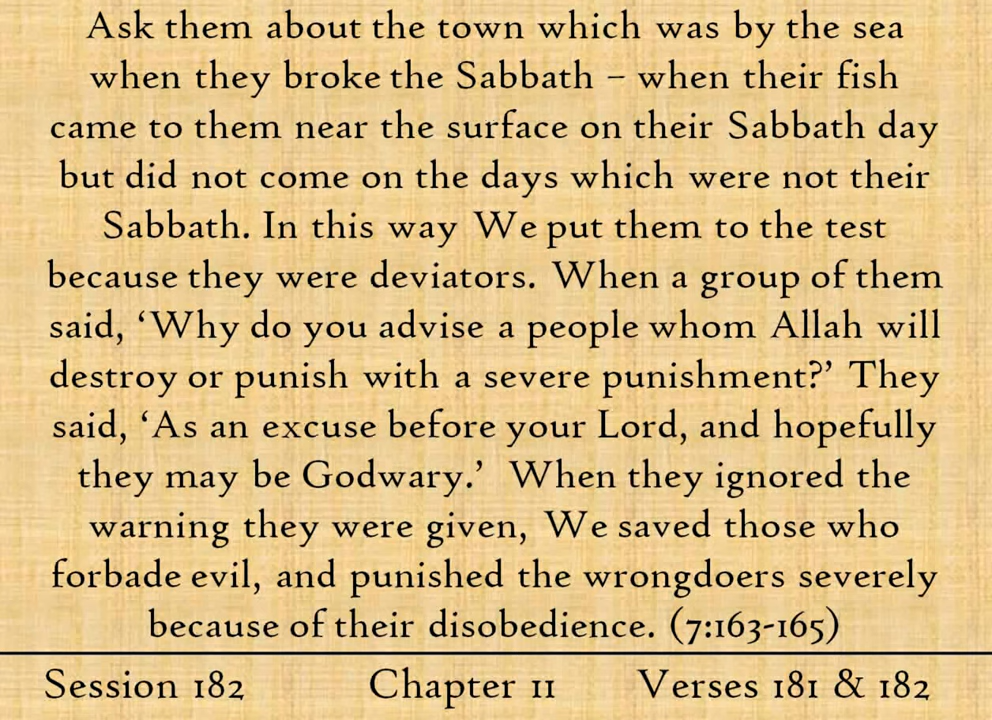 Ask them about the town which was by the sea
when they broke the Sabbath – when their fish
came to them near the surface on their Sabbath day
but did not come on the days which were not their
Sabbath. In this way We put them to the test
because they were deviators. When a group of them
said, ‘Why do you advise a people whom Allah will
destroy or punish with a severe punishment?’ They
said, ‘As an excuse before your Lord, and hopefully
they may be Godwary.’ When they ignored the
warning they were given, We saved those who
forbade evil, and punished the wrongdoers severely
because of their disobedience. (7:163-165)
Session 182 Chapter 11 Verses 181 & 182